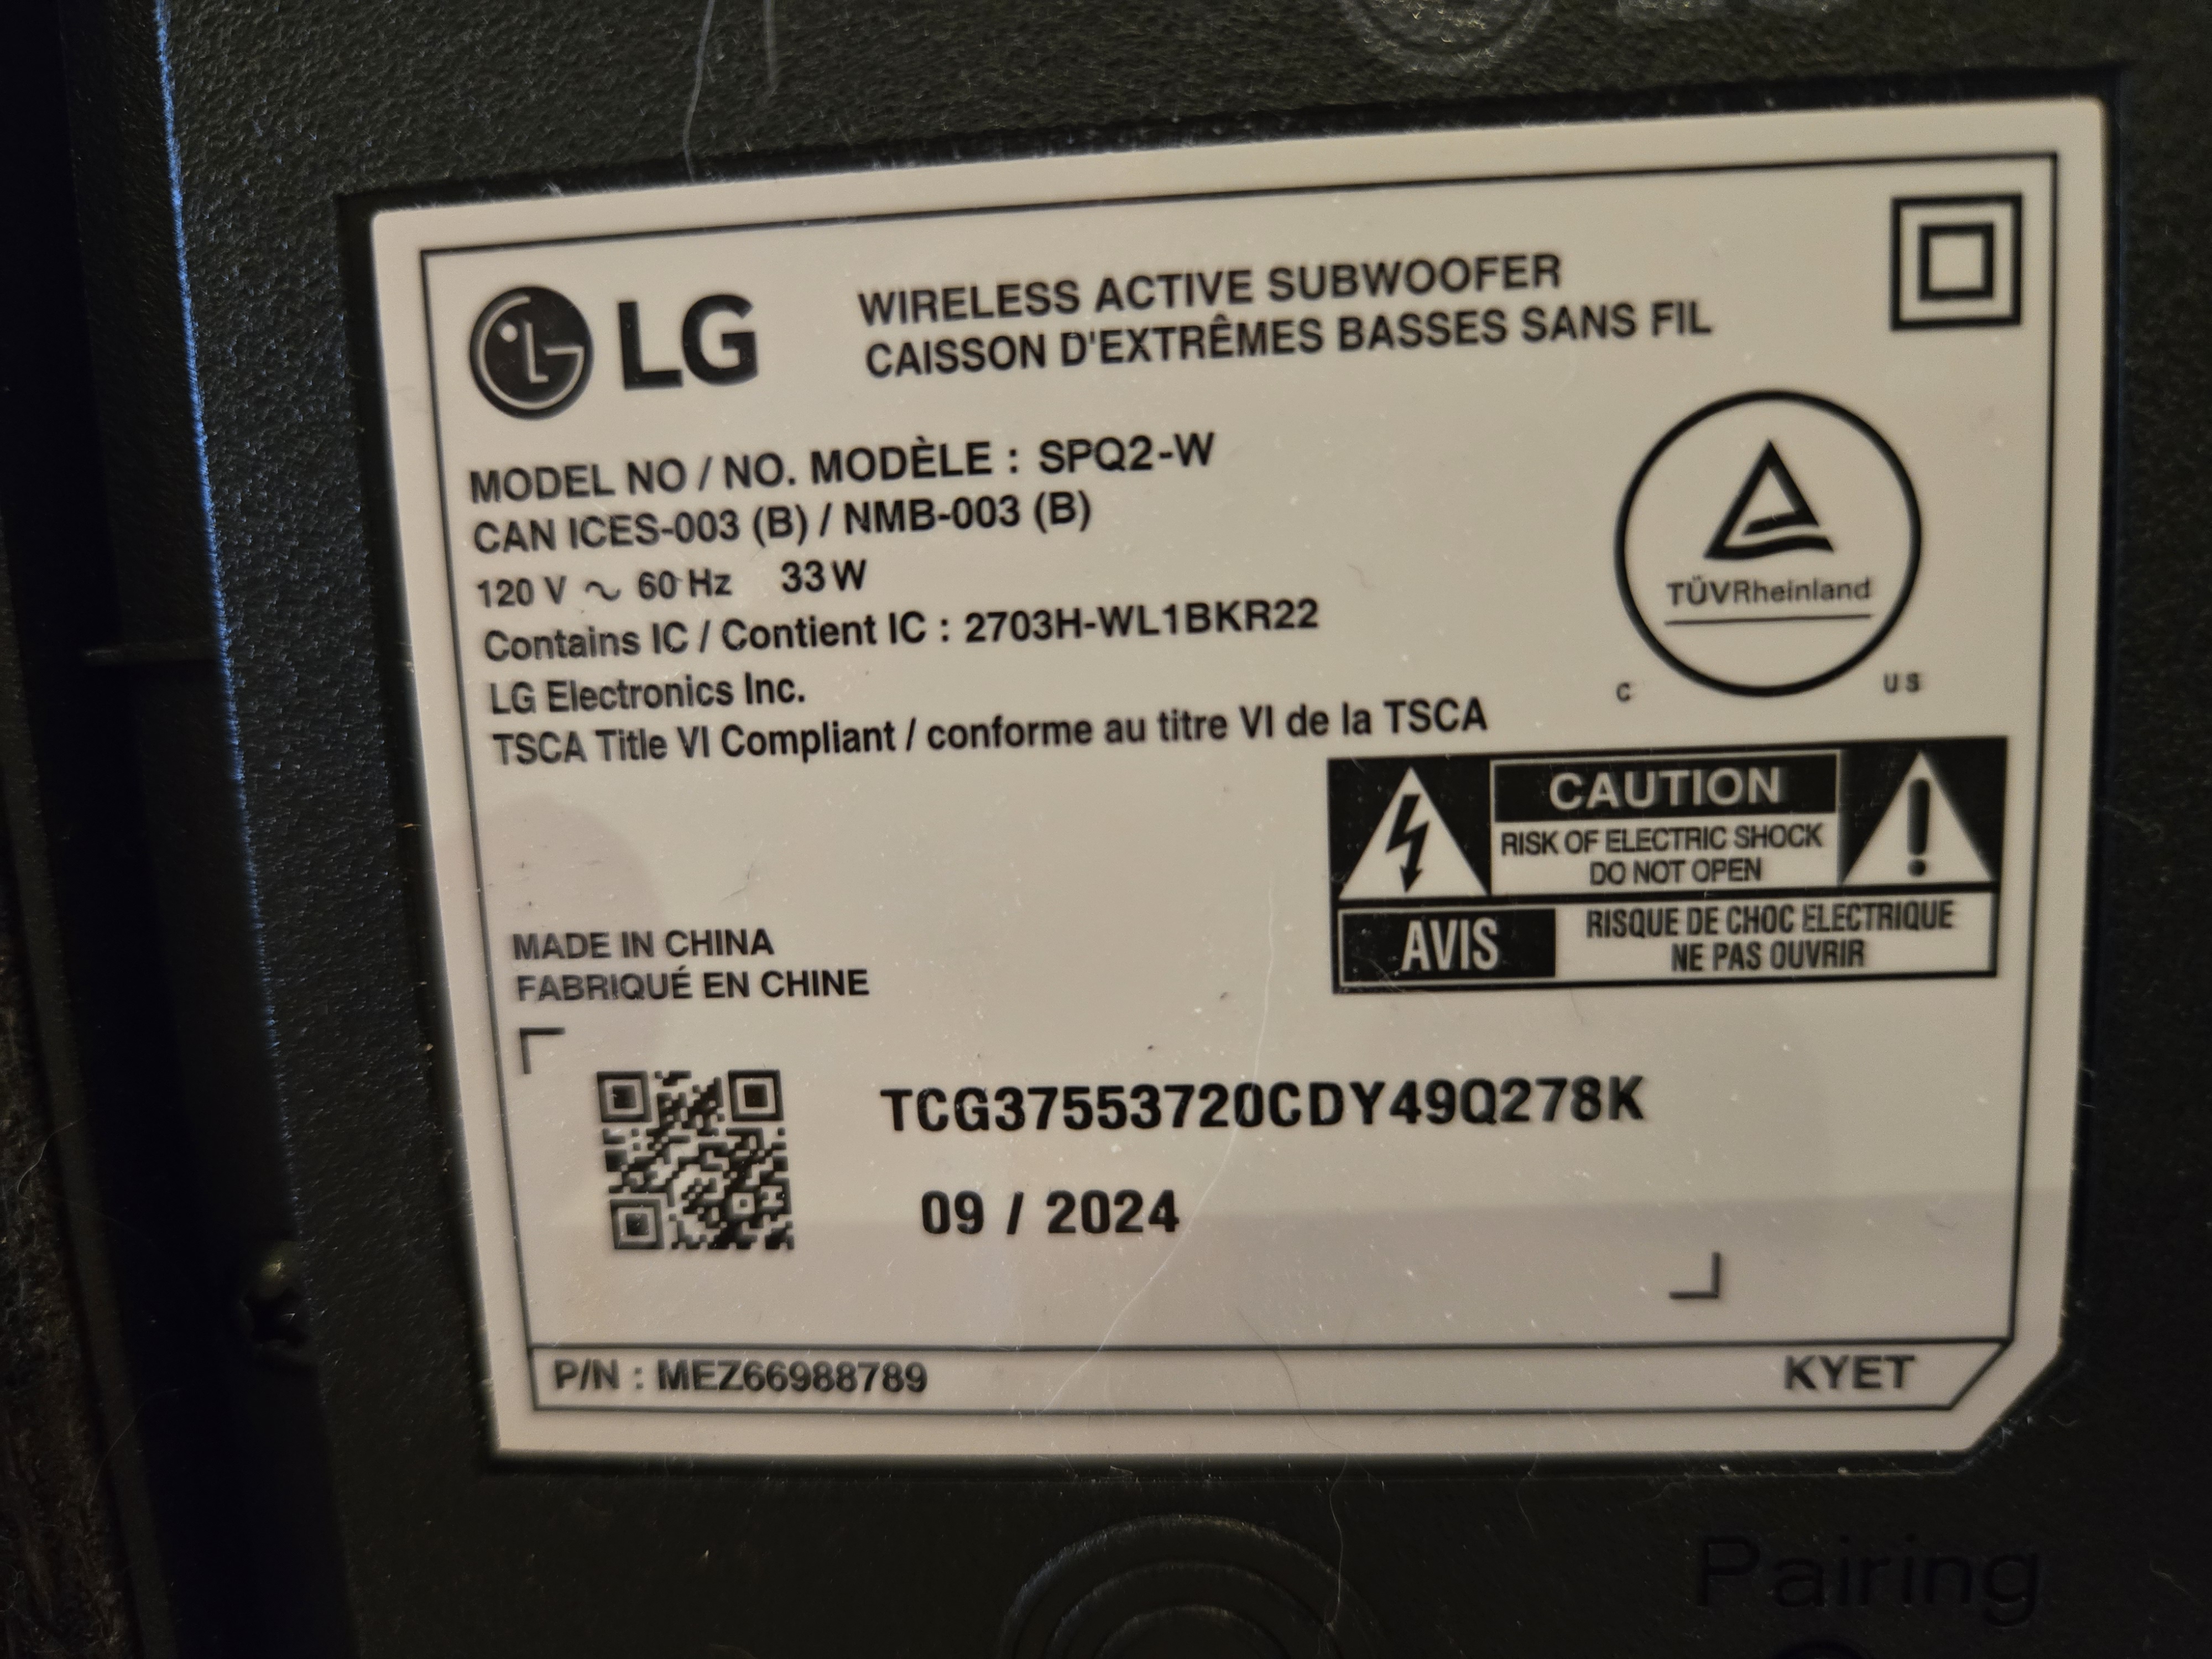 LG
WIRELESS ACTIVE SUBWOOFER
CAISSON D'EXTRÊMES BASSES SANS FIL
MODEL NO / NO. MODÈLE : SPQ2-W
CAN ICES-003 (B) / NMB-003 (B)
120 V ~ 60 Hz 33 W
Contains IC / Contient IC : 2703H-WL1BKR22
LG Electronics Inc.
TSCA Title VI Compliant / conforme au titre VI de la TSCA
TÜVRheinland
C US
CAUTION
RISK OF ELECTRIC SHOCK
DO NOT OPEN
AVIS
RISQUE DE CHOC ELECTRIQUE
NE PAS OUVRIR
MADE IN CHINA
FABRIQUÉ EN CHINE
TCG37553720CDY49Q278K
09 / 2024
P/N : MEZ66988789
KYET
Pairing